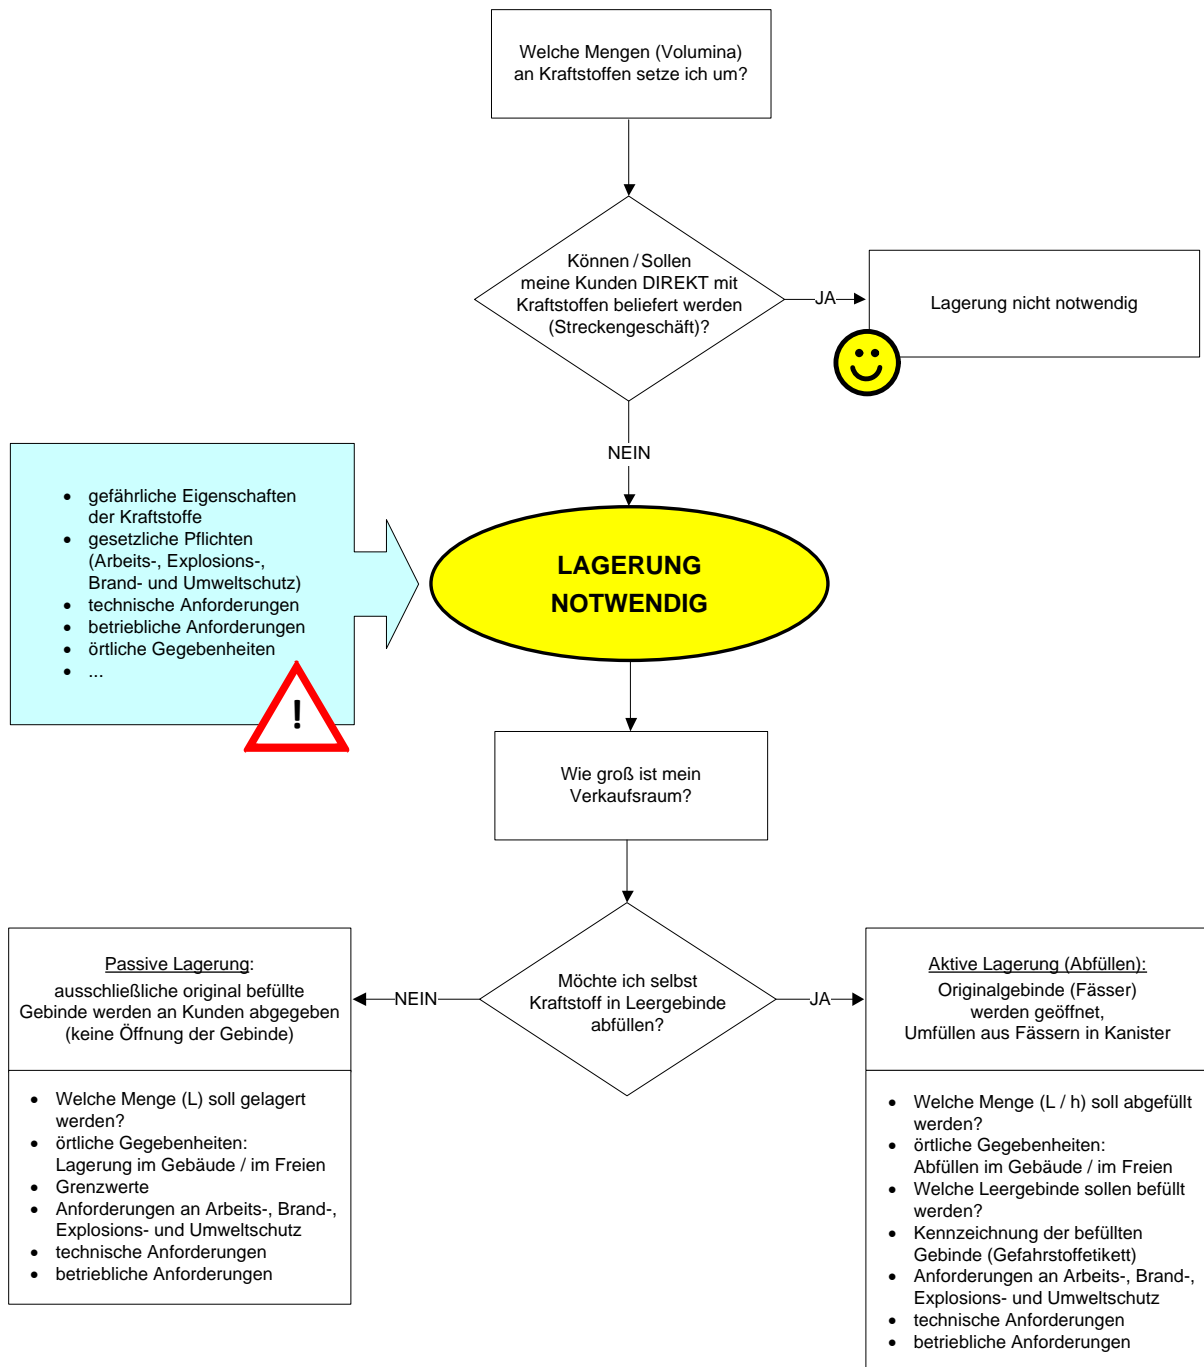 Welche Mengen (Volumina)
an Kraftstoffen setze ich um?
Können / Sollen
meine Kunden DIREKT mit
Kraftstoffen beliefert werden
(Streckengeschäft)?
JA
Lagerung nicht notwendig
NEIN
• gefährliche Eigenschaften
der Kraftstoffe
• gesetzliche Pflichten
(Arbeits-, Explosions-,
Brand- und Umweltschutz)
• technische Anforderungen
• betriebliche Anforderungen
• örtliche Gegebenheiten
• ...
!
LAGERUNG
NOTWENDIG
Wie groß ist mein
Verkaufsraum?
Möchte ich selbst
Kraftstoff in Leergebinde
abfüllen?
NEIN
JA
Passive Lagerung:
ausschließliche original befüllte
Gebinde werden an Kunden abgegeben
(keine Öffnung der Gebinde)
• Welche Menge (L) soll gelagert
werden?
• örtliche Gegebenheiten:
Lagerung im Gebäude / im Freien
• Grenzwerte
• Anforderungen an Arbeits-, Brand-,
Explosions- und Umweltschutz
• technische Anforderungen
• betriebliche Anforderungen
Aktive Lagerung (Abfüllen):
Originalgebinde (Fässer)
werden geöffnet,
Umfüllen aus Fässern in Kanister
• Welche Menge (L / h) soll abgefüllt
werden?
• örtliche Gegebenheiten:
Abfüllen im Gebäude / im Freien
• Welche Leergebinde sollen befüllt
werden?
• Kennzeichnung der befüllten
Gebinde (Gefahrstoffetikett)
• Anforderungen an Arbeits-, Brand-,
Explosions- und Umweltschutz
• technische Anforderungen
• betriebliche Anforderungen